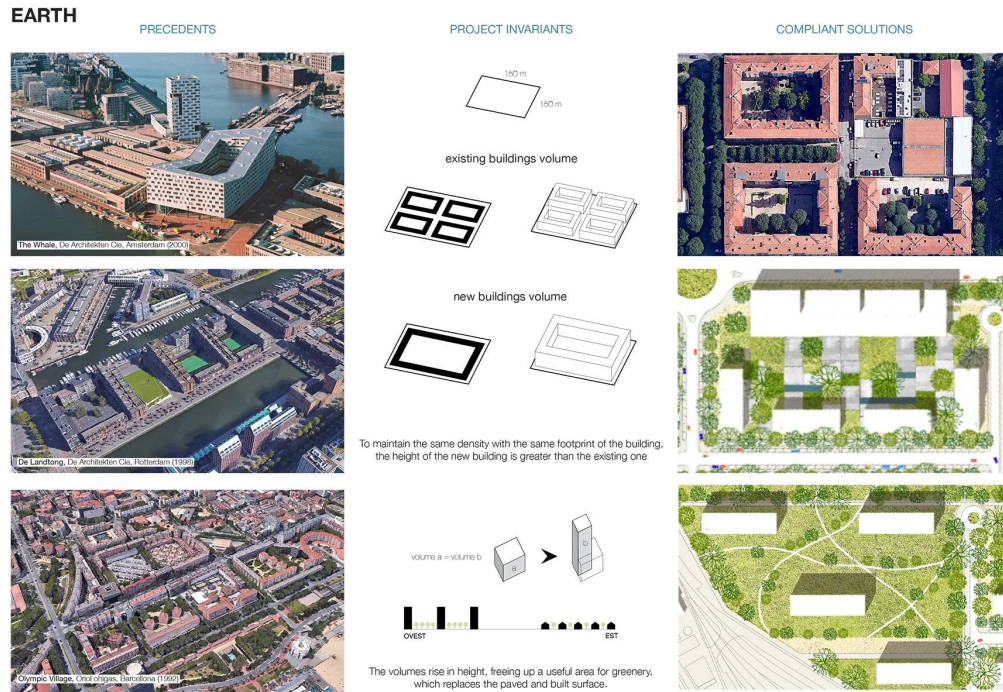 EARTH
PRECEDENTS
PROJECT INVARIANTS
COMPLIANT SOLUTIONS
150 m
150 m
existing buildings volume
The Whale, De Architekten Cie, Amsterdam (2000)
new buildings volume
To maintain the same density with the same footprint of the building,
the height of the new building is greater than the existing one
De Landtong, De Architekten Cie, Rotterdam (1998)
volume a = volume b
a
b
OVEST
EST
The volumes rise in height, freeing up a useful area for greenery,
which replaces the paved and built surface.
Olympic Village, Oriol ohigas, Barcellona (1992)